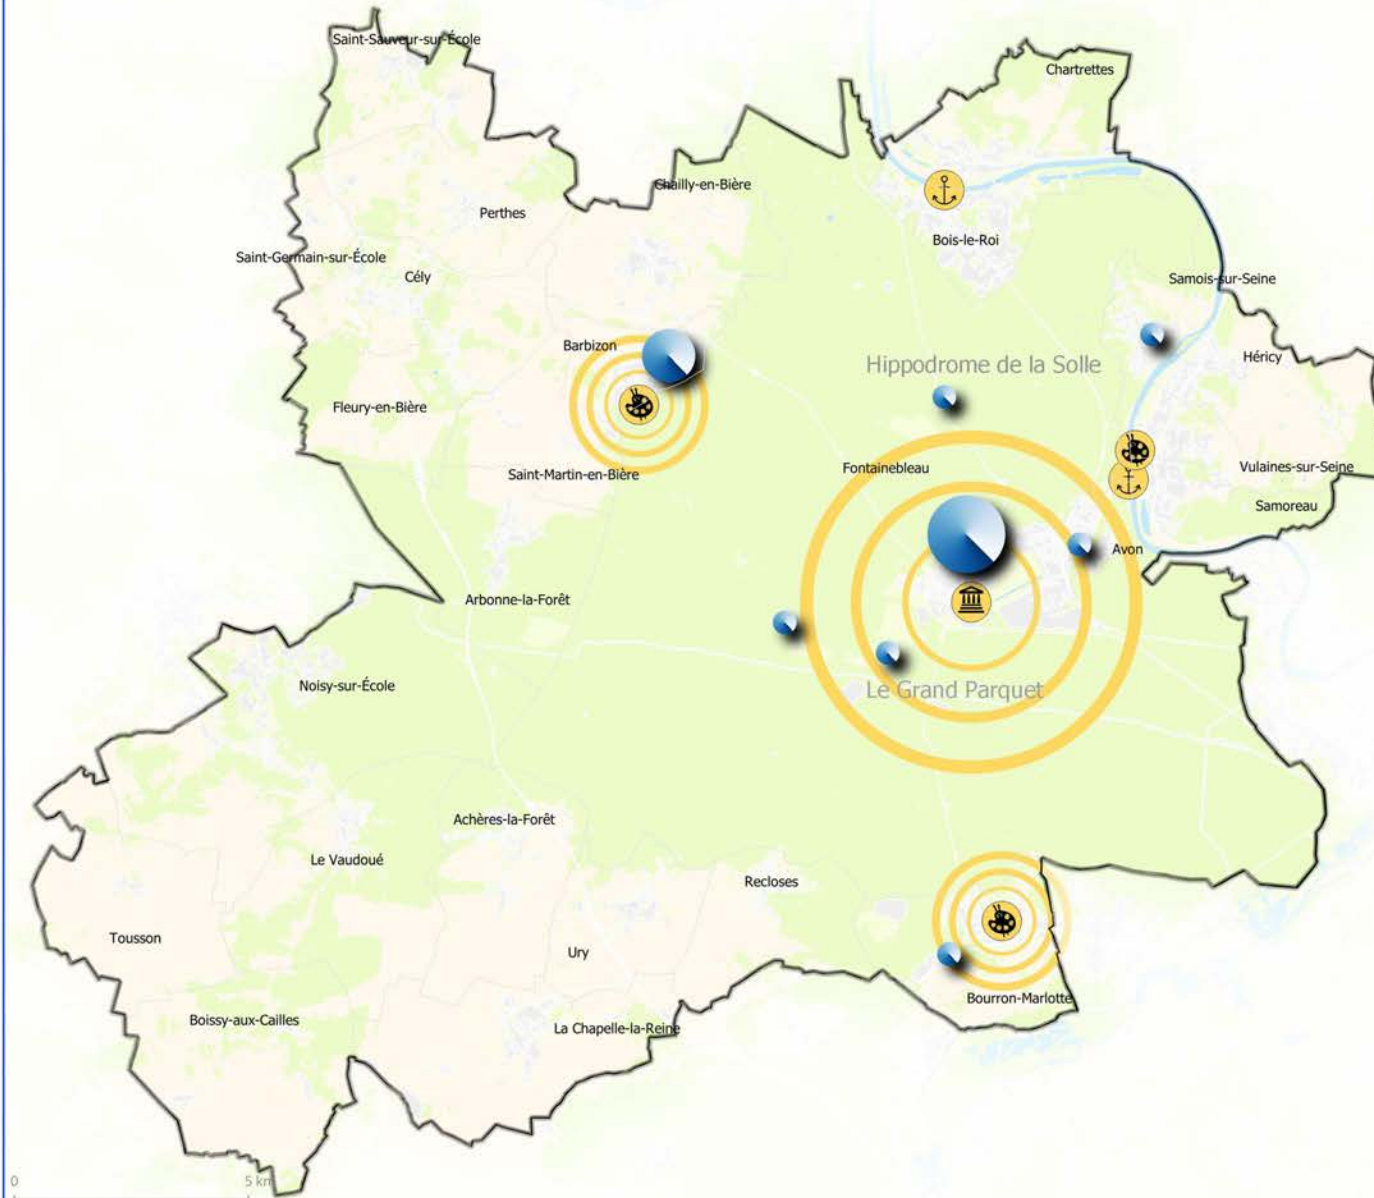 Saint-Sauveur-sur-École
Chartrettes
Chailly-en-Bière
Perthes
Bois-le-Roi
Saint-Germain-sur-École
Cély
Samois-sur-Seine
Barbizon
Héricy
Hippodrome de la Solle
Fleury-en-Bière
Fontainebleau
Vulaines-sur-Seine
Saint-Martin-en-Bière
Samoreau
Avon
Arbonne-la-Forêt
Noisy-sur-École
Le Grand Parquet
Achères-la-Forêt
Le Vaudoué
Recloses
Tousson
Ury
Bourron-Marlotte
Boissy-aux-Cailles
La Chapelle-la-Reine
0 5 km